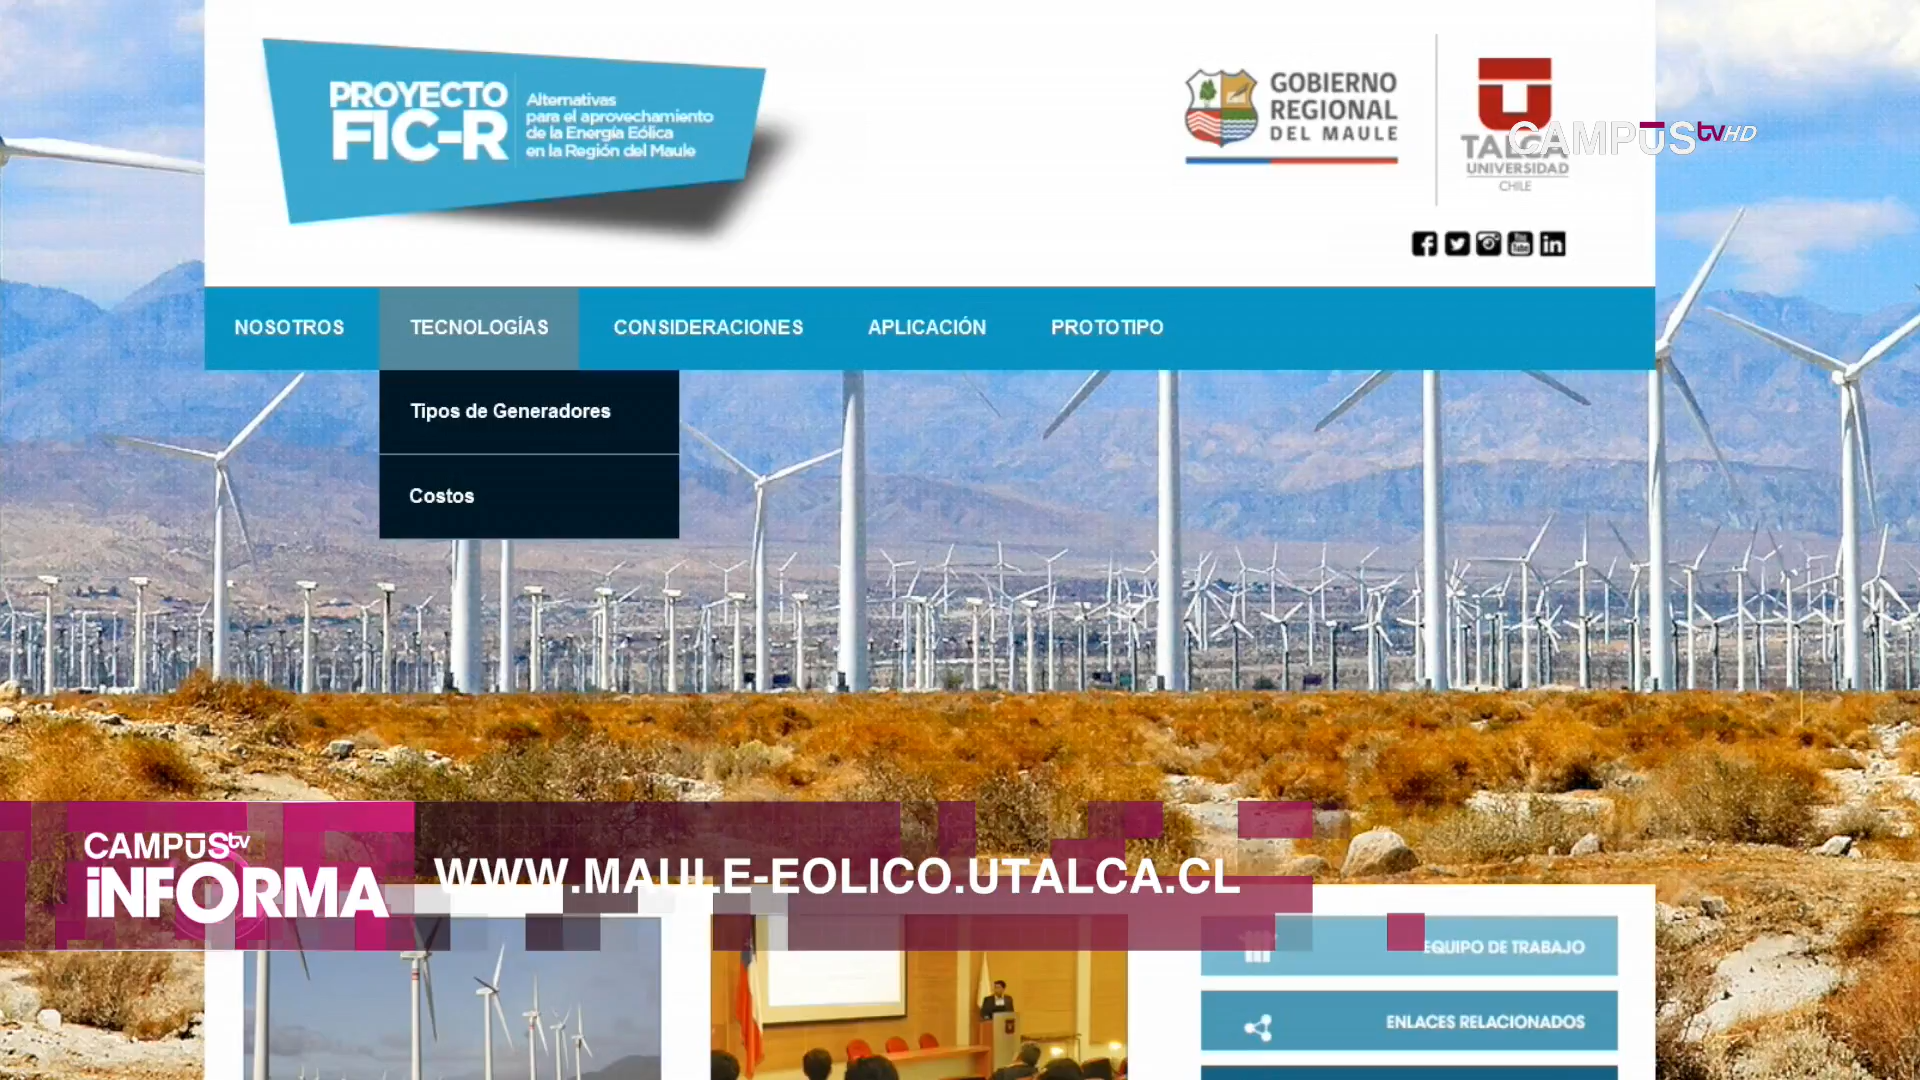 PROYECTO
FIC-R
Alternativas
para el aprovechamiento
de la Energía Eólica
en la Región del Maule
GOBIERNO
REGIONAL
DEL MAULE
TALCA
UNIVERSIDAD
CHILE
CAMPUS tv HD
NOSOTROS
TECNOLOGÍAS
CONSIDERACIONES
APLICACIÓN
PROTOTIPO
Tipos de Generadores
Costos
CAMPUS tv
iNFORMA
WWW.MAULE-EOLICO.UTALCA.CL
EQUIPO DE TRABAJO
ENLACES RELACIONADOS